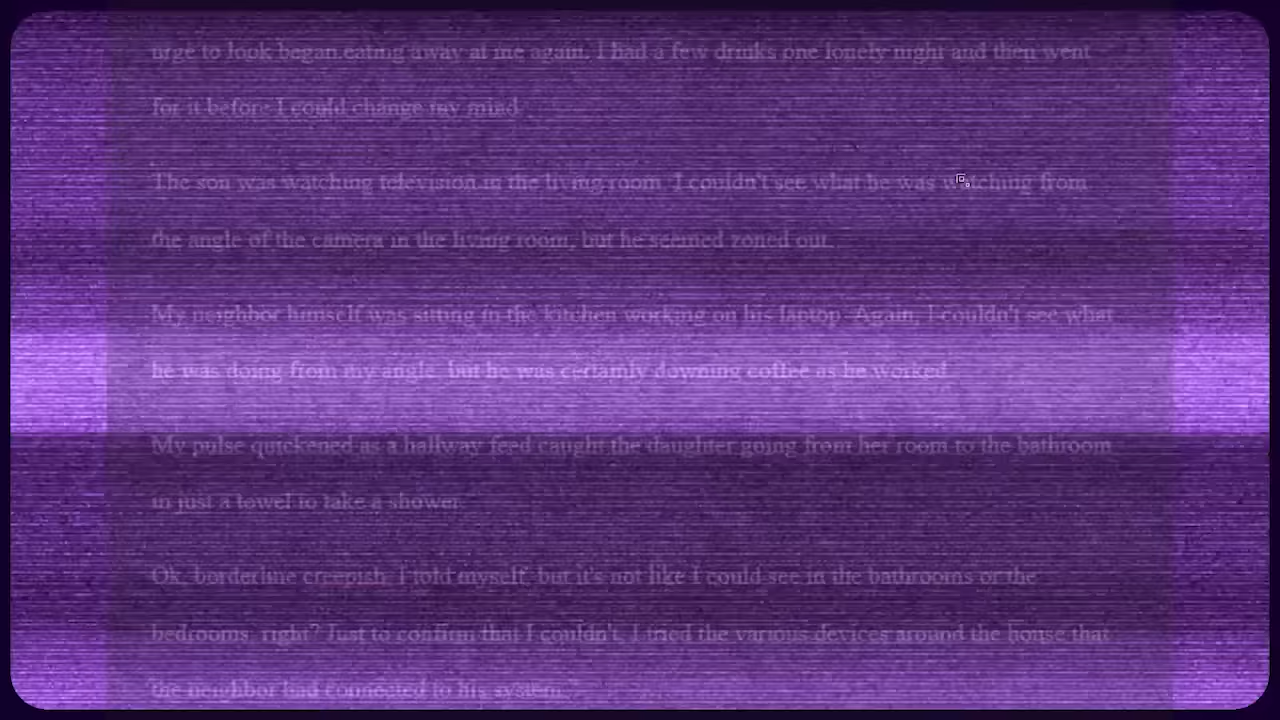 urge to look began eating away at me again. I had a few drinks one lonely night and then went
for it before I could change my mind.
The son was watching television in the living room. I couldn't see what he was watching from
the angle of the camera in the living room, but he seemed zoned out.
My neighbor himself was sitting in the kitchen working on his laptop. Again, I couldn't see what
he was doing from my angle, but he was certainly downing coffee as he worked.
My pulse quickened as a hallway feed caught the daughter going from her room to the bathroom
in just a towel to take a shower.
Ok, borderline creepish, I told myself, but it's not like I could see in the bathrooms or the
bedrooms, right? Just to confirm that I couldn't, I tried the various devices around the house that
the neighbor had connected to his system.